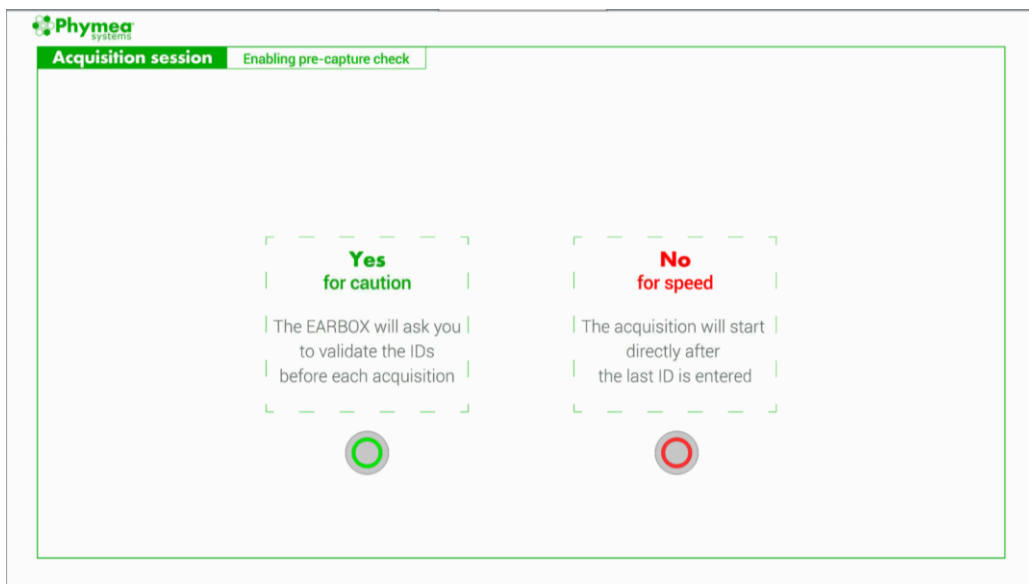 Phymea
systems
Acquisition session
Enabling pre-capture check
Yes
for caution
The EARBOX will ask you
to validate the IDs
before each acquisition
No
for speed
The acquisition will start
directly after
the last ID is entered